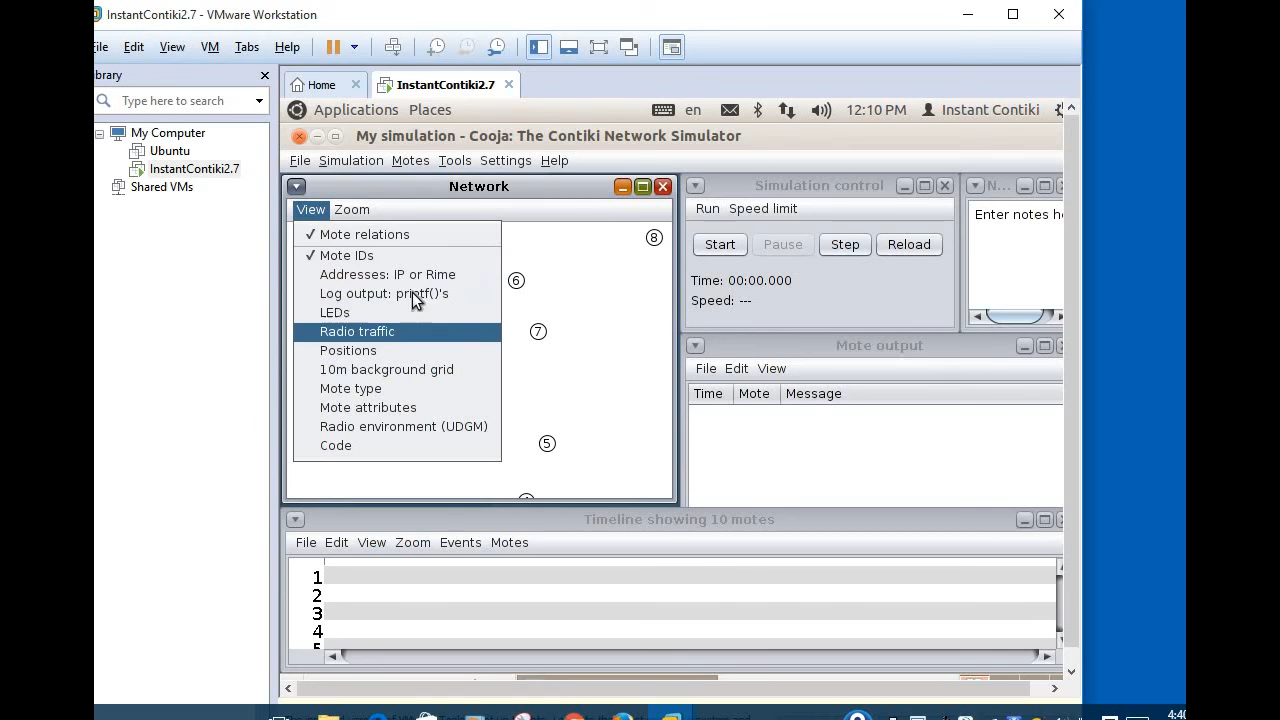 InstantContiki2.7 - VMware Workstation
File Edit View VM Tabs Help
Library
Type here to search
My Computer
Ubuntu
InstantContiki2.7
Shared VMs
Home InstantContiki2.7
Applications Places en 12:10 PM Instant Contiki
My simulation - Cooja: The Contiki Network Simulator
File Simulation Motes Tools Settings Help
Network
View Zoom
Mote relations
Mote IDs
Addresses: IP or Rime
Log output: printf()'s
LEDs
Radio traffic
Positions
10m background grid
Mote type
Mote attributes
Radio environment (UDGM)
Code
8
6
7
5
Simulation control
Run Speed limit
Start Pause Step Reload
Time: 00:00.000
Speed: ---
N...
Enter notes he
Mote output
File Edit View
Time Mote Message
Timeline showing 10 motes
File Edit View Zoom Events Motes
1
2
3
4
5
4:40